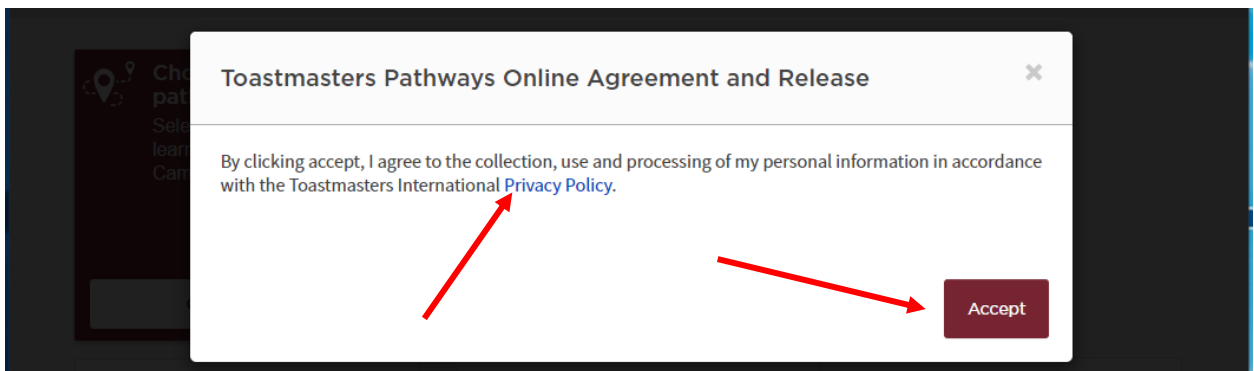 Toastmasters Pathways Online Agreement and Release
By clicking accept, I agree to the collection, use and processing of my personal information in accordance
with the Toastmasters International Privacy Policy.
Accept